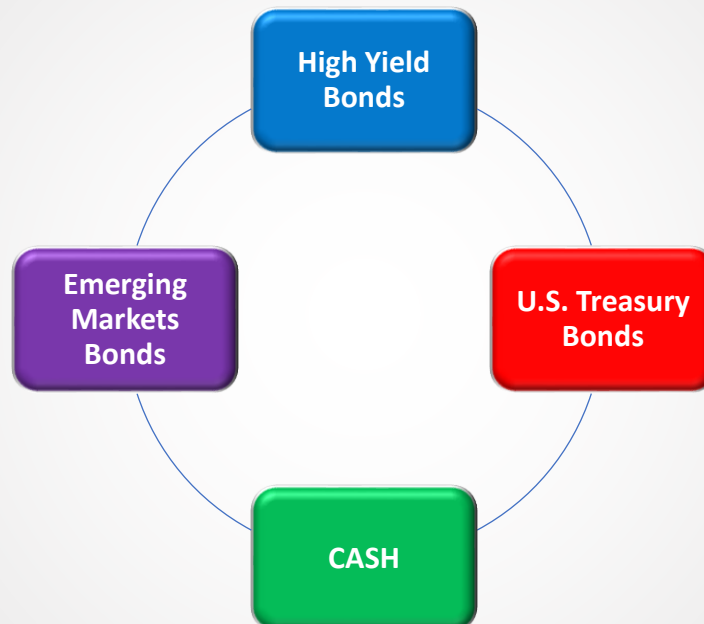 High Yield
Bonds
Emerging
Markets
Bonds
U.S. Treasury
Bonds
CASH